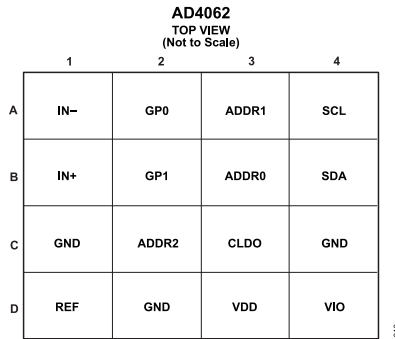 AD4062
TOP VIEW
(Not to Scale)
1 2 3 4
A IN− GP0 ADDR1 SCL
B IN+ GP1 ADDR0 SDA
C GND ADDR2 CLDO GND
D REF GND VDD VIO